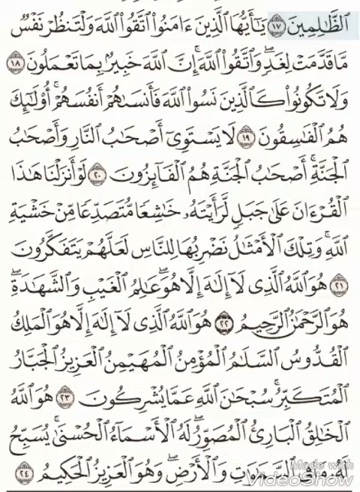 ٱلظَّٰلِمِينَ ١٧ يَٰٓأَيُّهَا ٱلَّذِينَ ءَامَنُوا۟ ٱتَّقُوا۟ ٱللَّهَ وَلْتَنظُرْ نَفْسٌ
مَّا قَدَّمَتْ لِغَدٍ ۖ وَٱتَّقُوا۟ ٱللَّهَ ۚ إِنَّ ٱللَّهَ خَبِيرٌۢ بِمَا تَعْمَلُونَ ١٨
وَلَا تَكُونُوا۟ كَٱلَّذِينَ نَسُوا۟ ٱللَّهَ فَأَنسَىٰهُمْ أَنفُسَهُمْ ۚ أُو۟لَٰٓئِكَ
هُمُ ٱلْفَٰسِقُونَ ١٩ لَا يَسْتَوِىٓ أَصْحَٰبُ ٱلنَّارِ وَأَصْحَٰبُ
ٱلْجَنَّةِ ۚ أَصْحَٰبُ ٱلْجَنَّةِ هُمُ ٱلْفَآئِزُونَ ٢٠ لَوْ أَنزَلْنَا هَٰذَا
ٱلْقُرْءَانَ عَلَىٰ جَبَلٍ لَّرَأَيْتَهُۥ خَٰشِعًا مُّتَصَدِّعًا مِّنْ خَشْيَةِ
ٱللَّهِ ۚ وَتِلْكَ ٱلْأَمْثَٰلُ نَضْرِبُهَا لِلنَّاسِ لَعَلَّهُمْ يَتَفَكَّرُونَ
٢١ هُوَ ٱللَّهُ ٱلَّذِى لَآ إِلَٰهَ إِلَّا هُوَ ۖ عَٰلِمُ ٱلْغَيْبِ وَٱلشَّهَٰدَةِ ۖ
هُوَ ٱلرَّحْمَٰنُ ٱلرَّحِيمُ ٢٢ هُوَ ٱللَّهُ ٱلَّذِى لَآ إِلَٰهَ إِلَّا هُوَ ٱلْمَلِكُ
ٱلْقُدُّوسُ ٱلسَّلَٰمُ ٱلْمُؤْمِنُ ٱلْمُهَيْمِنُ ٱلْعَزِيزُ ٱلْجَبَّارُ
ٱلْمُتَكَبِّرُ ۚ سُبْحَٰنَ ٱللَّهِ عَمَّا يُشْرِكُونَ ٢٣ هُوَ ٱللَّهُ
ٱلْخَٰلِقُ ٱلْبَارِئُ ٱلْمُصَوِّرُ ۖ لَهُ ٱلْأَسْمَآءُ ٱلْحُسْنَىٰ ۚ يُسَبِّحُ
لَهُۥ مَا فِى ٱلسَّمَٰوَٰتِ وَٱلْأَرْضِ ۖ وَهُوَ ٱلْعَزِيزُ ٱلْحَكِيمُ ٢٤
Made with
VideoShow